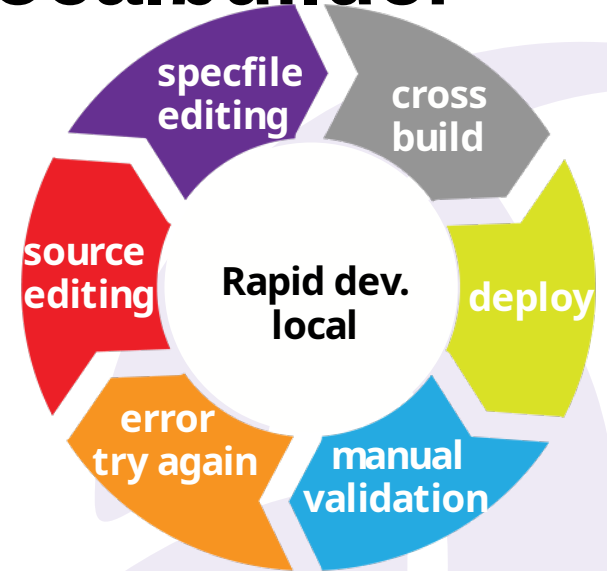 specfile
editing
cross
build
deploy
manual
validation
error
try again
source
editing
Rapid dev.
local